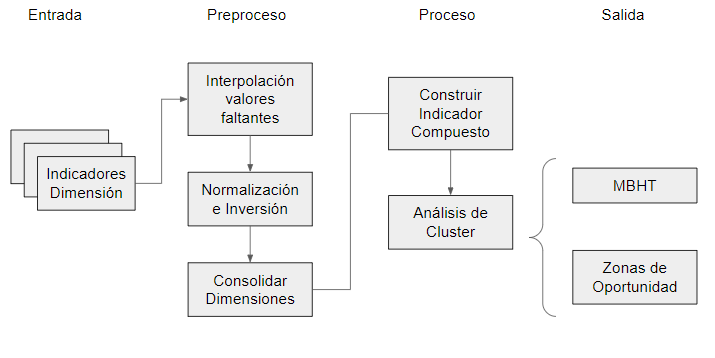 Entrada
Preproceso
Proceso
Salida
Indicadores
Dimensión
Interpolación
valores
faltantes
Normalización
e Inversión
Consolidar
Dimensiones
Construir
Indicador
Compuesto
Análisis de
Cluster
MBHT
Zonas de
Oportunidad